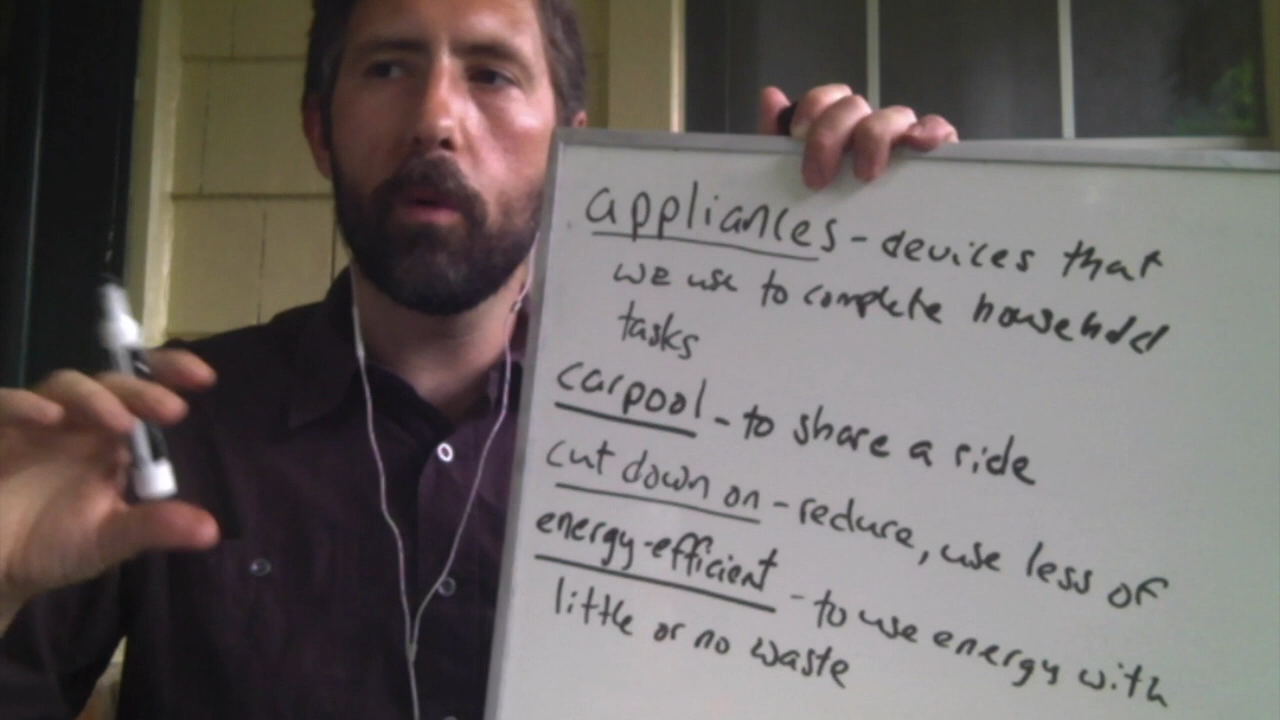 appliances - devices that
we use to complete household
tasks
carpool - to share a ride
cut down on - reduce, use less of
energy-efficient - to use energy with
little or no waste